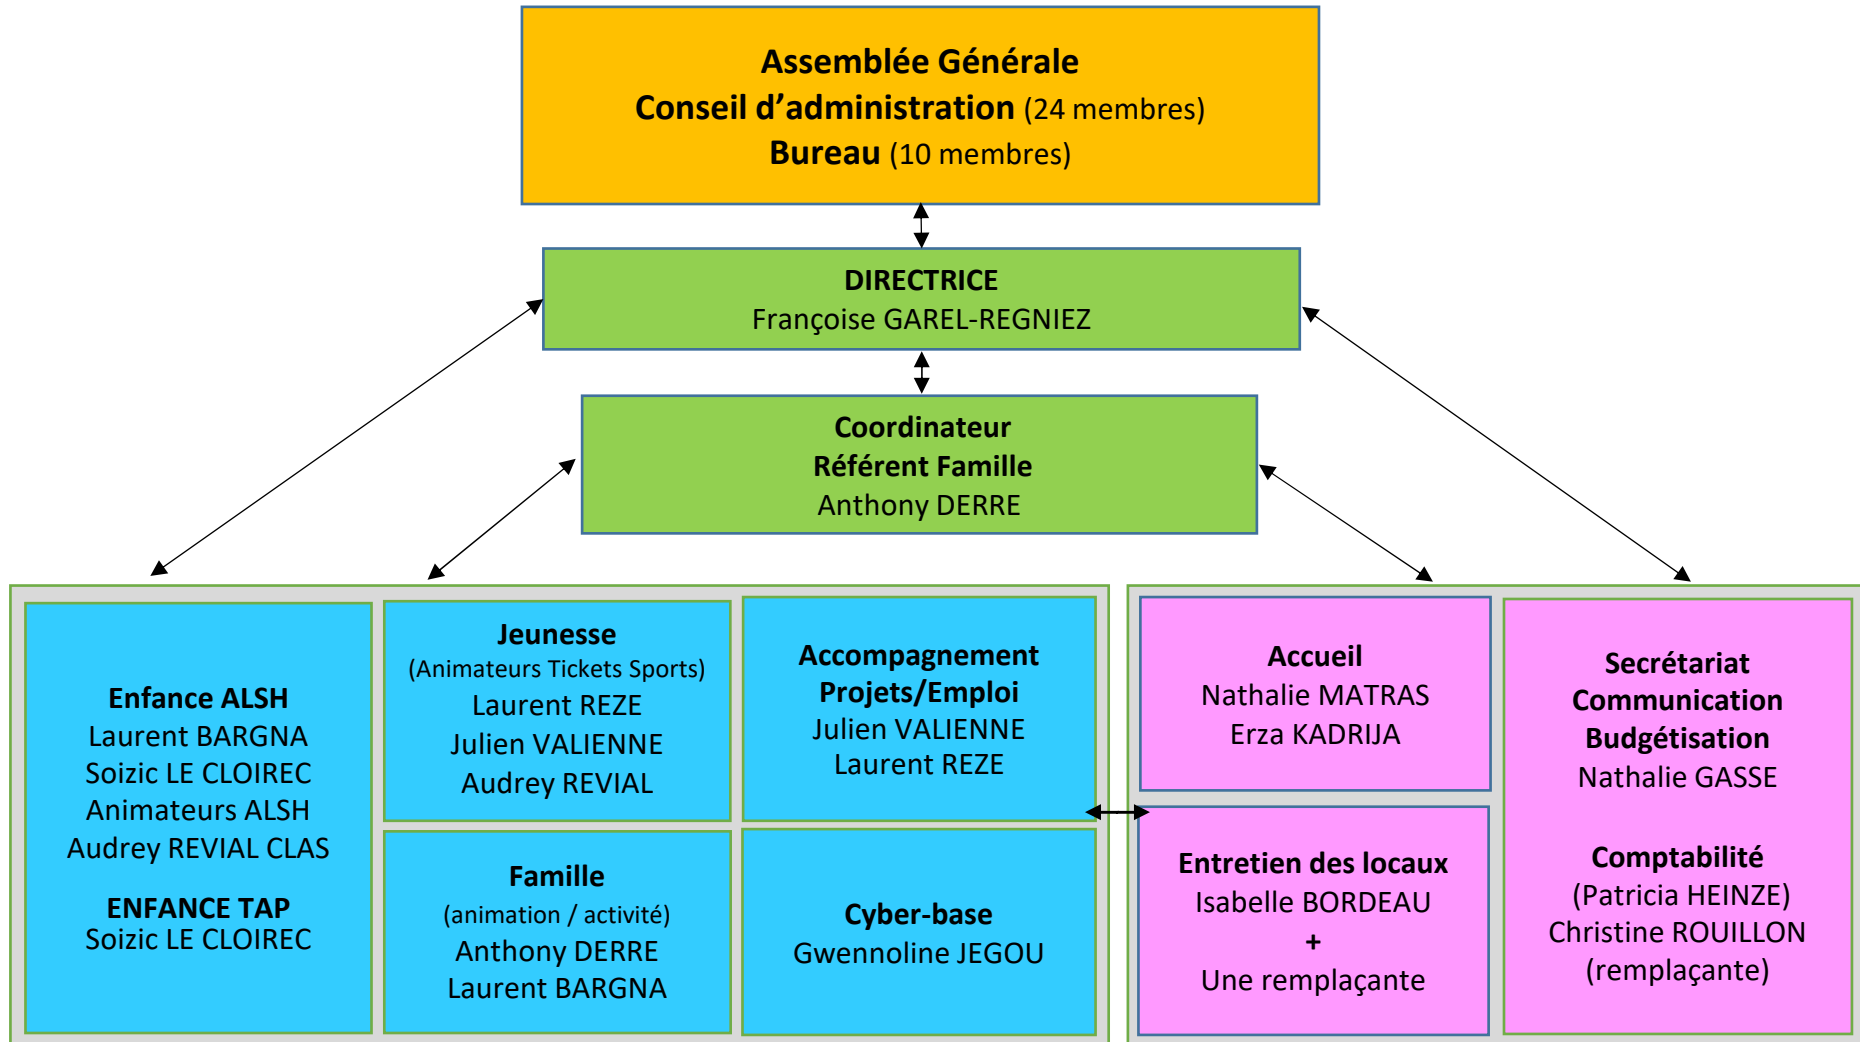 Assemblée Générale
Conseil d’administration (24 membres)
Bureau (10 membres)
DIRECTRICE
Françoise GAREL-REGNIEZ
Coordinateur
Référent Famille
Anthony DERRE
Enfance ALSH
Laurent BARGNA
Soizic LE CLOIREC
Animateurs ALSH
Audrey REVIAL CLAS
ENFANCE TAP
Soizic LE CLOIREC
Jeunesse
(Animateurs Tickets Sports)
Laurent REZE
Julien VALIENNE
Audrey REVIAL
Famille
(animation / activité)
Anthony DERRE
Laurent BARGNA
Accompagnement
Projets/Emploi
Julien VALIENNE
Laurent REZE
Cyber-base
Gwennoline JEGOU
Accueil
Nathalie MATRAS
Erza KADRIJA
Entretien des locaux
Isabelle BORDEAU
+
Une remplaçante
Secrétariat
Communication
Budgétisation
Nathalie GASSE
Comptabilité
(Patricia HEINZE)
Christine ROUILLON
(remplaçante)